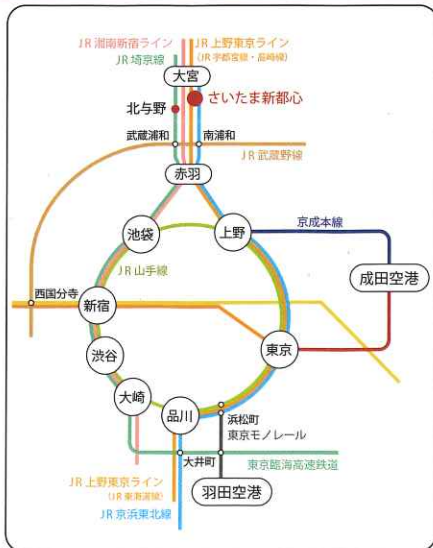 JR湘南新宿ライン
JR埼京線
JR上野東京ライン
(JR宇都宮線・高崎線)
大宮
さいたま新都心
北与野
武蔵浦和
南浦和
JR武蔵野線
赤羽
池袋
上野
京成本線
JR山手線
成田空港
西国分寺
新宿
東京
渋谷
大崎
品川
浜松町
東京モノレール
大井町
東京臨海高速鉄道
JR上野東京ライン
(JR東海道線)
羽田空港
JR京浜東北線